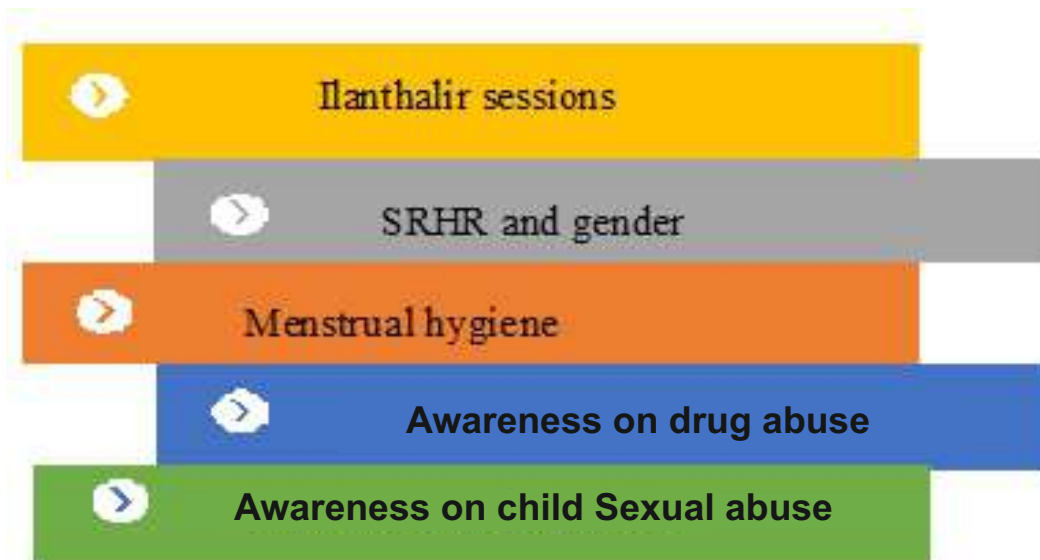 Ilanthalir sessions
SRHR and gender
Menstrual hygiene
Awareness on drug abuse
Awareness on child Sexual abuse